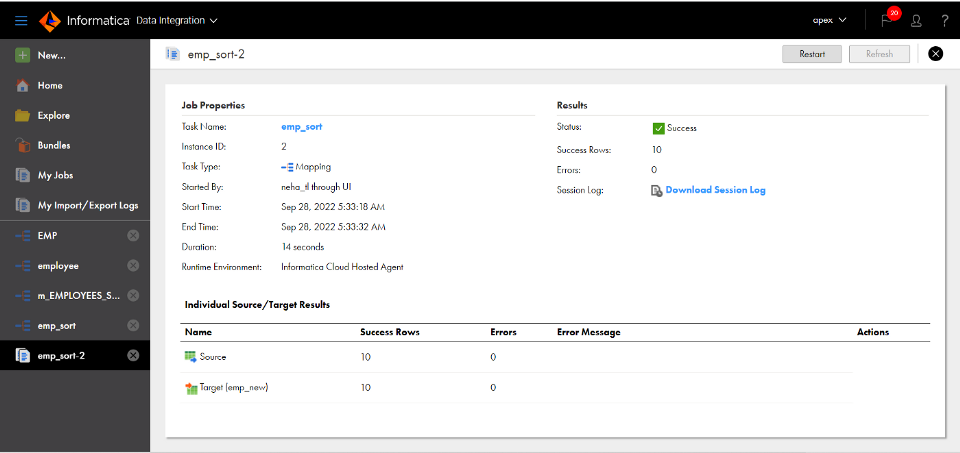 Informatica Data Integration apex 20 ?
New... emp_sort-2 Restart Refresh
Home
Explore
Bundles
My Jobs
My Import/Export Logs
EMP
employee
m_EMPLOYEES_S...
emp_sort
emp_sort-2
Job Properties
Task Name: emp_sort
Instance ID: 2
Task Type: Mapping
Started By: neha_tl through UI
Start Time: Sep 28, 2022 5:33:18 AM
End Time: Sep 28, 2022 5:33:32 AM
Duration: 14 seconds
Runtime Environment: Informatica Cloud Hosted Agent
Results
Status: Success
Success Rows: 10
Errors: 0
Session Log: Download Session Log
Individual Source/Target Results
Name Success Rows Errors Error Message Actions
Source 10 0
Target (emp_new) 10 0